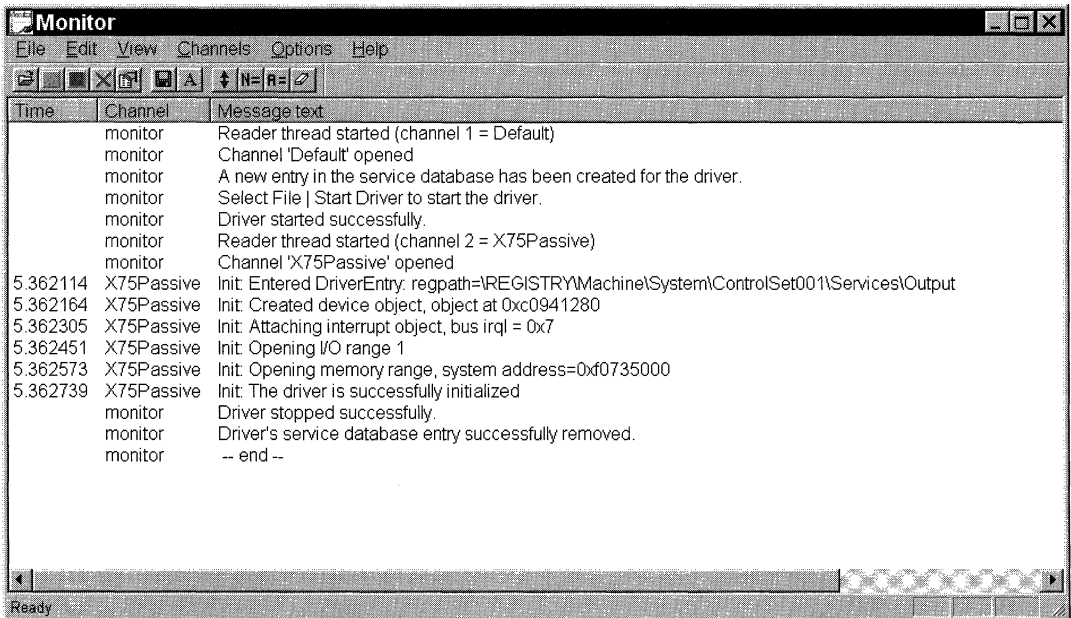 Monitor
File Edit View Channels Options Help
A N= R=
Time Channel Message text
monitor Reader thread started (channel 1 = Default)
monitor Channel 'Default' opened
monitor A new entry in the service database has been created for the driver.
monitor Select File | Start Driver to start the driver.
monitor Driver started successfully.
monitor Reader thread started (channel 2 = X75Passive)
monitor Channel 'X75Passive' opened
5.362114 X75Passive Init: Entered DriverEntry: regpath=\REGISTRY\Machine\System\ControlSet001\Services\Output
5.362164 X75Passive Init: Created device object, object at 0xc0941280
5.362305 X75Passive Init: Attaching interrupt object, bus irql = 0x7
5.362451 X75Passive Init: Opening I/O range 1
5.362573 X75Passive Init: Opening memory range, system address=0xf0735000
5.362739 X75Passive Init: The driver is successfully initialized
monitor Driver stopped successfully.
monitor Driver's service database entry successfully removed.
monitor -- end --
Ready